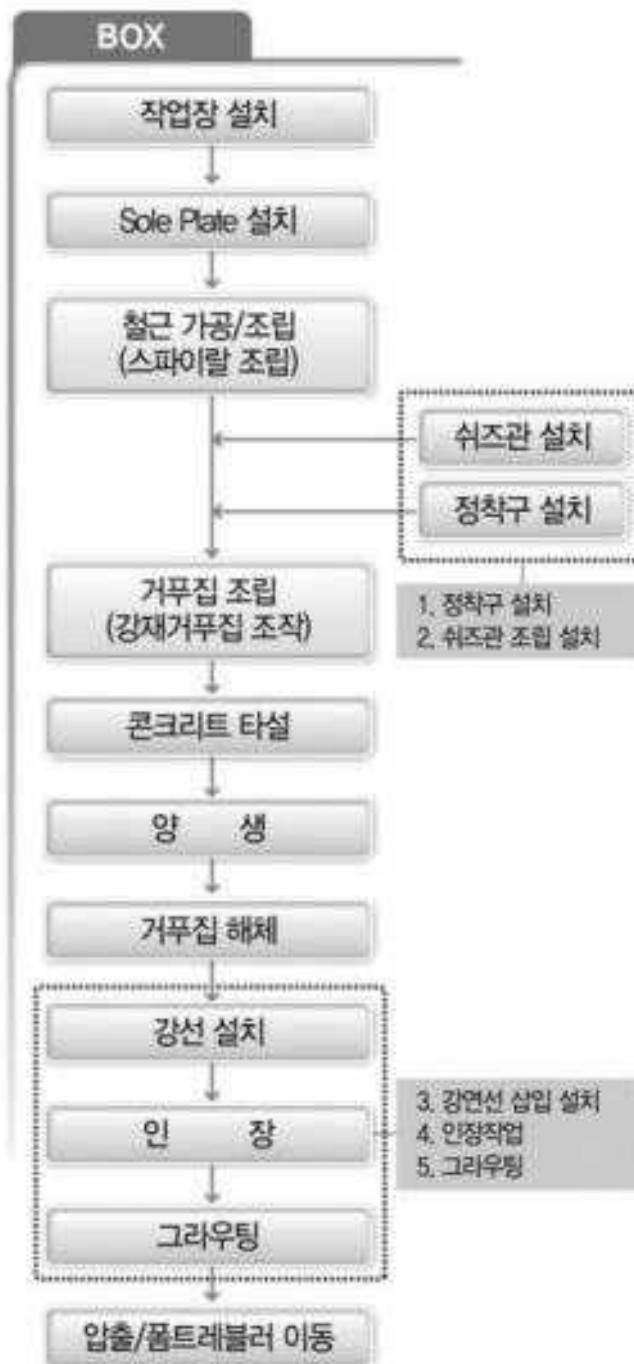 BOX
작업장 설치
Sole Plate 설치
철근 가공/조립
(스파이랄 조립)
쉬즈관 설치
정착구 설치
거푸집 조립
(강재거푸집 조작)
1. 정착구 설치
2. 쉬즈관 조립 설치
콘크리트 타설
양 생
거푸집 해체
강선 설치
인 장
3. 강연선 삽입 설치
4. 인장작업
5. 그라우팅
그라우팅
압출/폼트레블러 이동